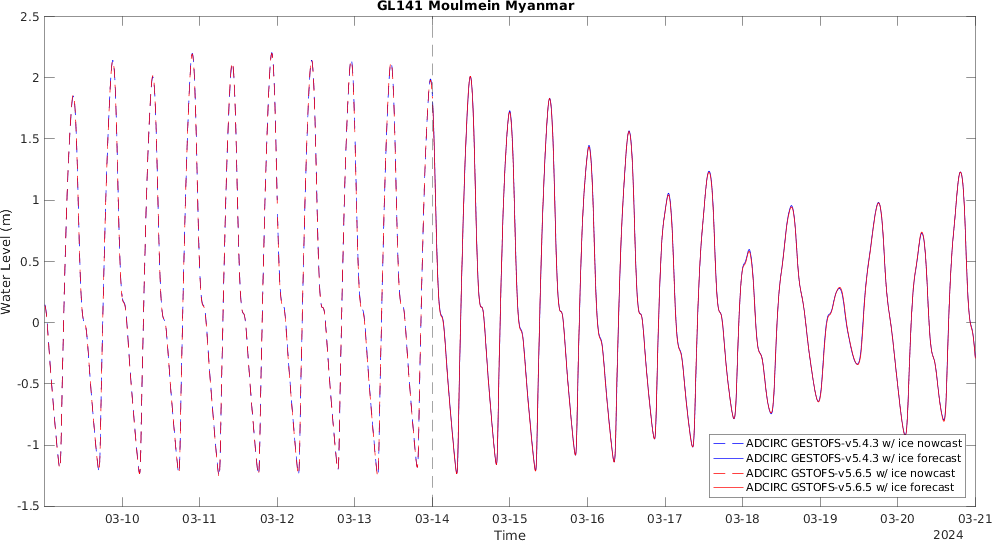 GL141 Moulmein Myanmar
2.5
2
1.5
1
0.5
0
-0.5
-1
-1.5
Water Level (m)
ADCIRC GESTOFS-v5.4.3 w/ ice nowcast
ADCIRC GESTOFS-v5.4.3 w/ ice forecast
ADCIRC GSTOFS-v5.6.5 w/ ice nowcast
ADCIRC GSTOFS-v5.6.5 w/ ice forecast
03-10 03-11 03-12 03-13 03-14 03-15 03-16 03-17 03-18 03-19 03-20 03-21
Time
2024